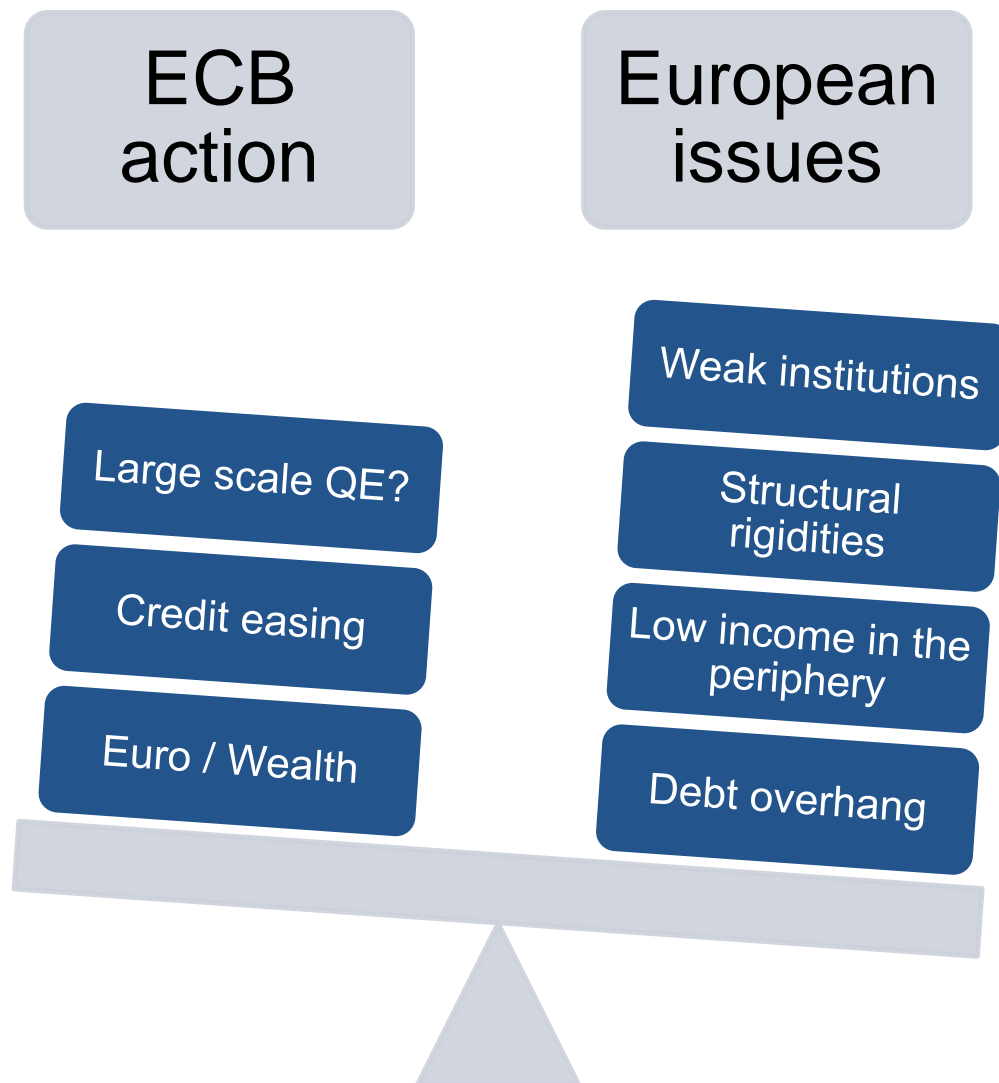 ECB
action
European
issues
Large scale QE?
Credit easing
Euro / Wealth
Weak institutions
Structural
rigidities
Low income in the
periphery
Debt overhang